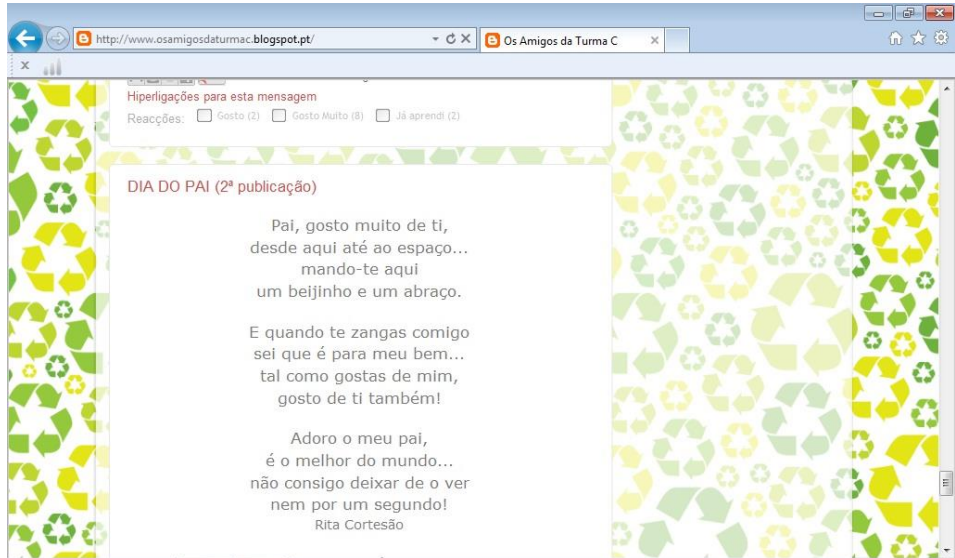 http://www.osamigosdaturmac.blogspot.pt/
Os Amigos da Turma C
Hiperligações para esta mensagem
Reacções: Gosto (2) Gosto Muito (8) Já aprendi (2)
DIA DO PAI (2ª publicação)
Pai, gosto muito de ti,
desde aqui até ao espaço...
mando-te aqui
um beijinho e um abraço.
E quando te zangas comigo
sei que é para meu bem...
tal como gostas de mim,
gosto de ti também!
Adoro o meu pai,
é o melhor do mundo...
não consigo deixar de o ver
nem por um segundo!
Rita Cortesão